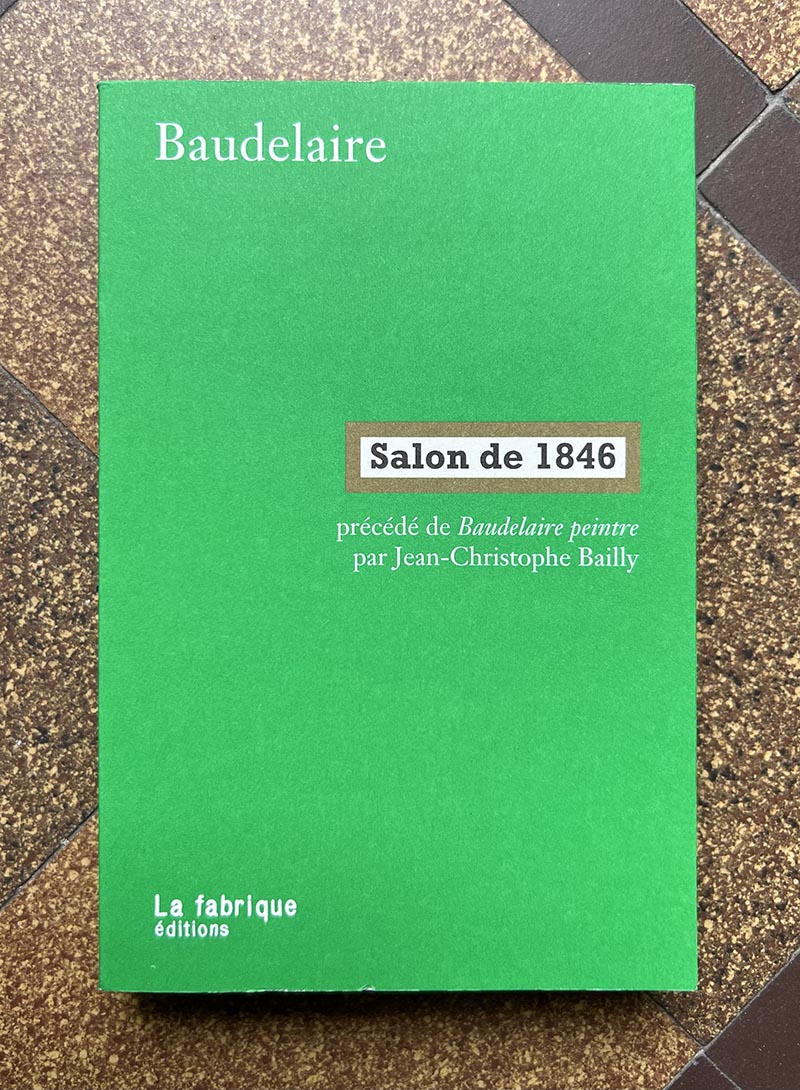 Baudelaire
Salon de 1846
précédé de Baudelaire peintre
par Jean-Christophe Bailly
La fabrique
éditions